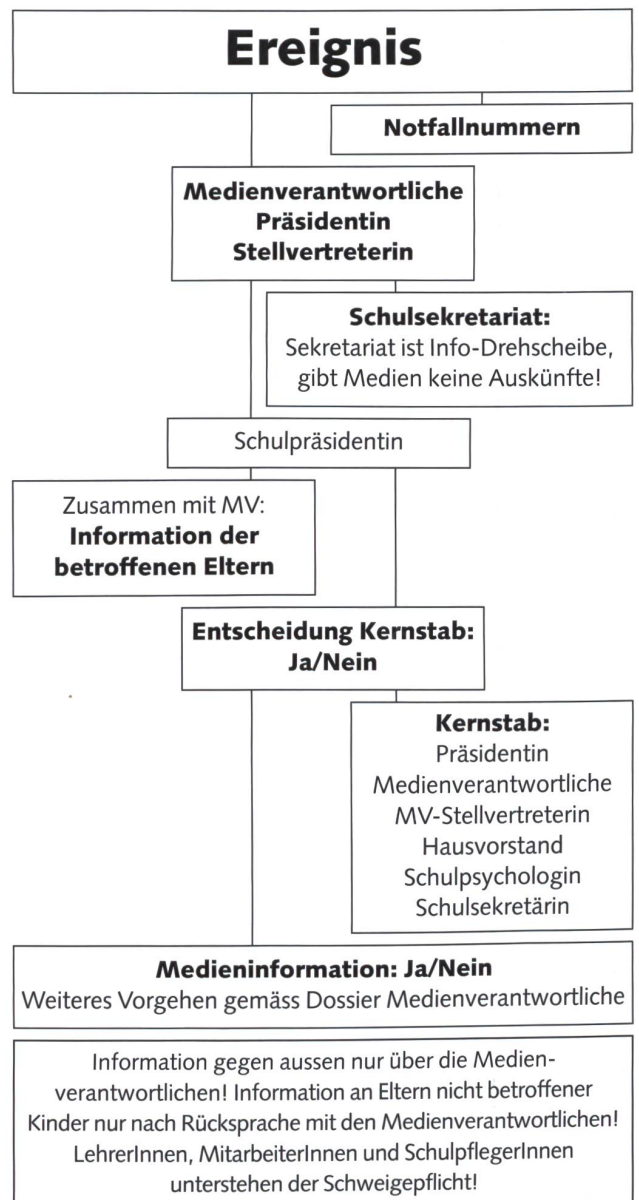 Ereignis
Notfallnummern
Medienverantwortliche
Präsidentin
Stellvertreterin
Schulsekretariat:
Sekretariat ist Info-Drehscheibe,
gibt Medien keine Auskünfte!
Schulpräsidentin
Zusammen mit MV:
Information der
betroffenen Eltern
Entscheidung Kernstab:
Ja/Nein
Kernstab:
Präsidentin
Medienverantwortliche
MV-Stellvertreterin
Hausvorstand
Schulpsychologin
Schulsekretärin
Medieninformation: Ja/Nein
Weiteres Vorgehen gemäss Dossier Medienverantwortliche
Information gegen aussen nur über die Medien-
verantwortlichen! Information an Eltern nicht betroffener
Kinder nur nach Rücksprache mit den Medienverantwortlichen!
LehrerInnen, MitarbeiterInnen und SchulpflegerInnen
unterstehen der Schweigepflicht!